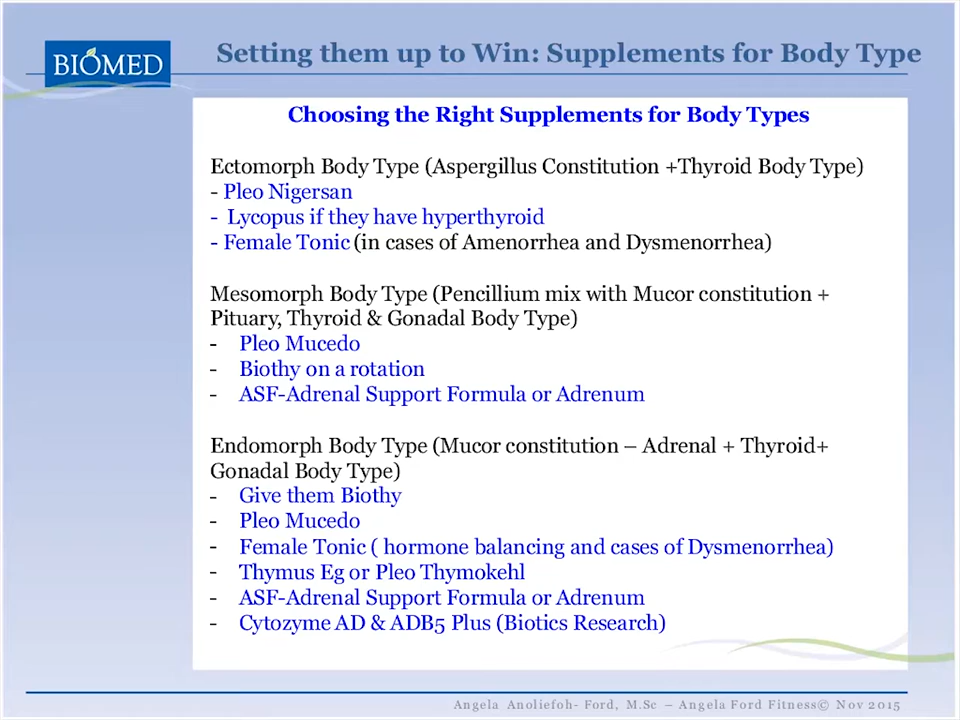 BIOMED
Setting them up to Win: Supplements for Body Type
Choosing the Right Supplements for Body Types
Ectomorph Body Type (Aspergillus Constitution +Thyroid Body Type)
- Pleo Nigersan
- Lycopus if they have hyperthyroid
- Female Tonic (in cases of Amenorrhea and Dysmenorrhea)
Mesomorph Body Type (Pencillium mix with Mucor constitution +
Pituary, Thyroid & Gonadal Body Type)
- Pleo Mucedo
- Biothy on a rotation
- ASF-Adrenal Support Formula or Adrenum
Endomorph Body Type (Mucor constitution – Adrenal + Thyroid+
Gonadal Body Type)
- Give them Biothy
- Pleo Mucedo
- Female Tonic ( hormone balancing and cases of Dysmenorrhea)
- Thymus Eg or Pleo Thymokehl
- ASF-Adrenal Support Formula or Adrenum
- Cytozyme AD & ADB5 Plus (Biotics Research)
Angela Anoliefoh- Ford, M.Sc – Angela Ford Fitness© Nov 2015